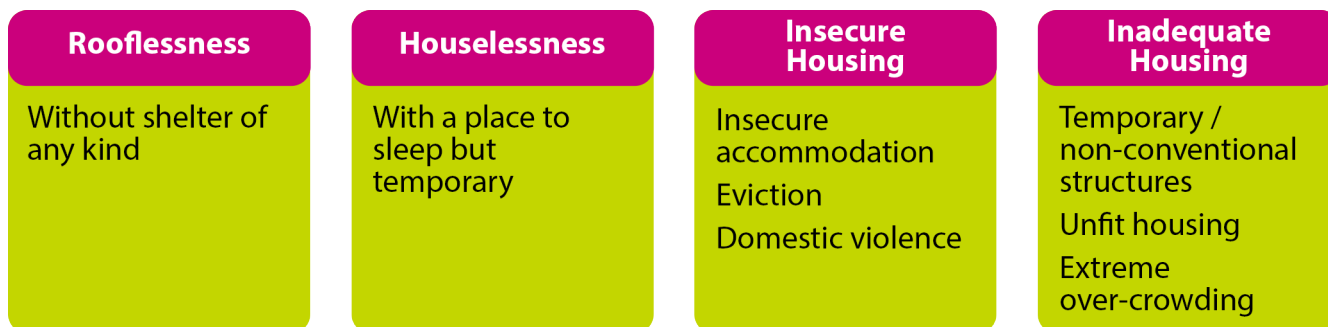 Rooflessness
Without shelter of
any kind
Houselessness
With a place to
sleep but
temporary
Insecure
Housing
Insecure
accommodation
Eviction
Domestic violence
Inadequate
Housing
Temporary /
non-conventional
structures
Unfit housing
Extreme
over-crowding